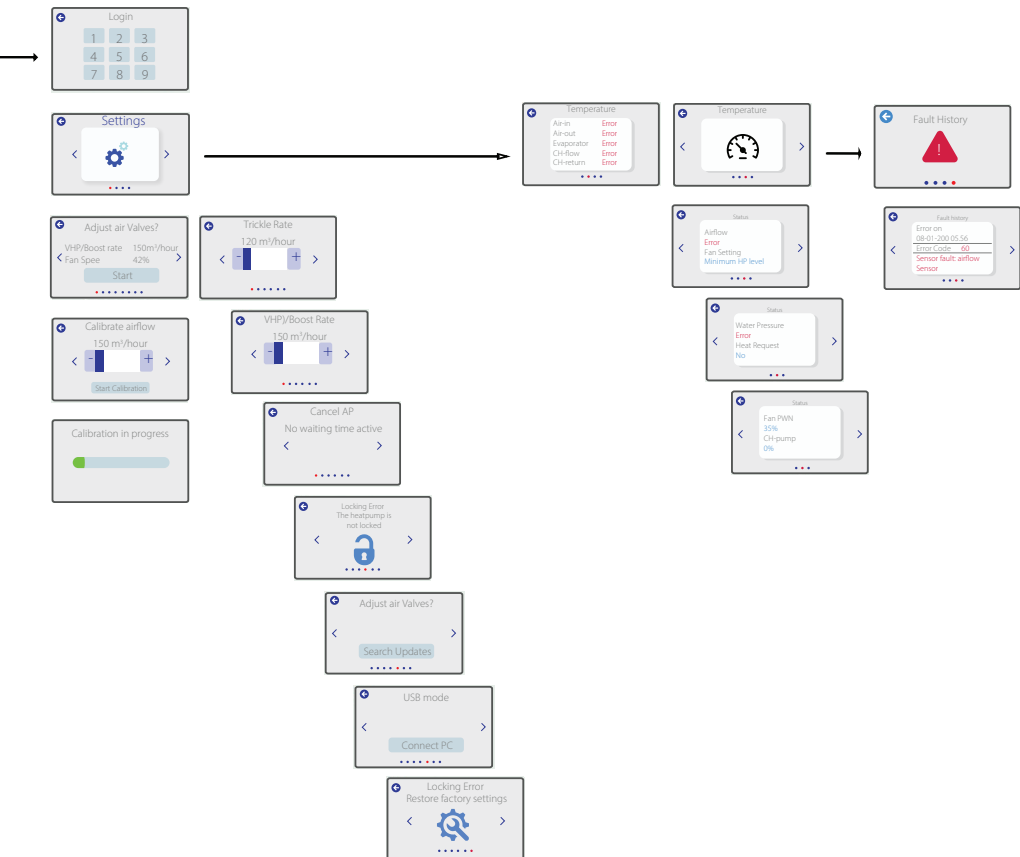 Login
1 2 3
4 5 6
7 8 9
Settings
Adjust air Valves?
VHP/Boost rate 150m³/hour
Fan Spee 42%
Start
Calibrate airflow
150 m³/hour
- +
Start Calibration
Calibration in progress
Trickle Rate
120 m³/hour
- +
VHP)/Boost Rate
150 m³/hour
- +
Cancel AP
No waiting time active
Locking Error
The heatpump is
not locked
Adjust air Valves?
Search Updates
USB mode
Connect PC
Locking Error
Restore factory settings
Temperature
Air-in Error
Air-out Error
Evaporator Error
CH-flow Error
CH-return Error
Temperature
Status
Airflow
Error
Fan Setting
Minimum HP level
Status
Water Pressure
Error
Heat Request
No
Status
Fan PWN
35%
CH-pump
0%
Fault History
!
Fault history
Error on
08-01-200 05.56
Error Code 60
Sensor fault: airflow
Sensor